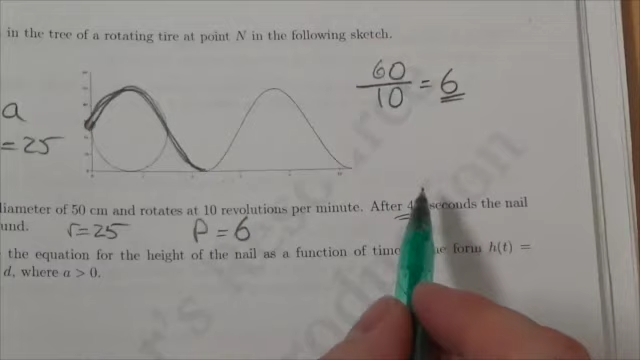 in the tree of a rotating tire at point N in the following sketch.
60
10
= 6
a
= 25
diameter of 50 cm and rotates at 10 revolutions per minute. After 4 seconds the nail
r=25
P = 6
the equation for the height of the nail as a function of time form h(t) =
d, where a > 0.